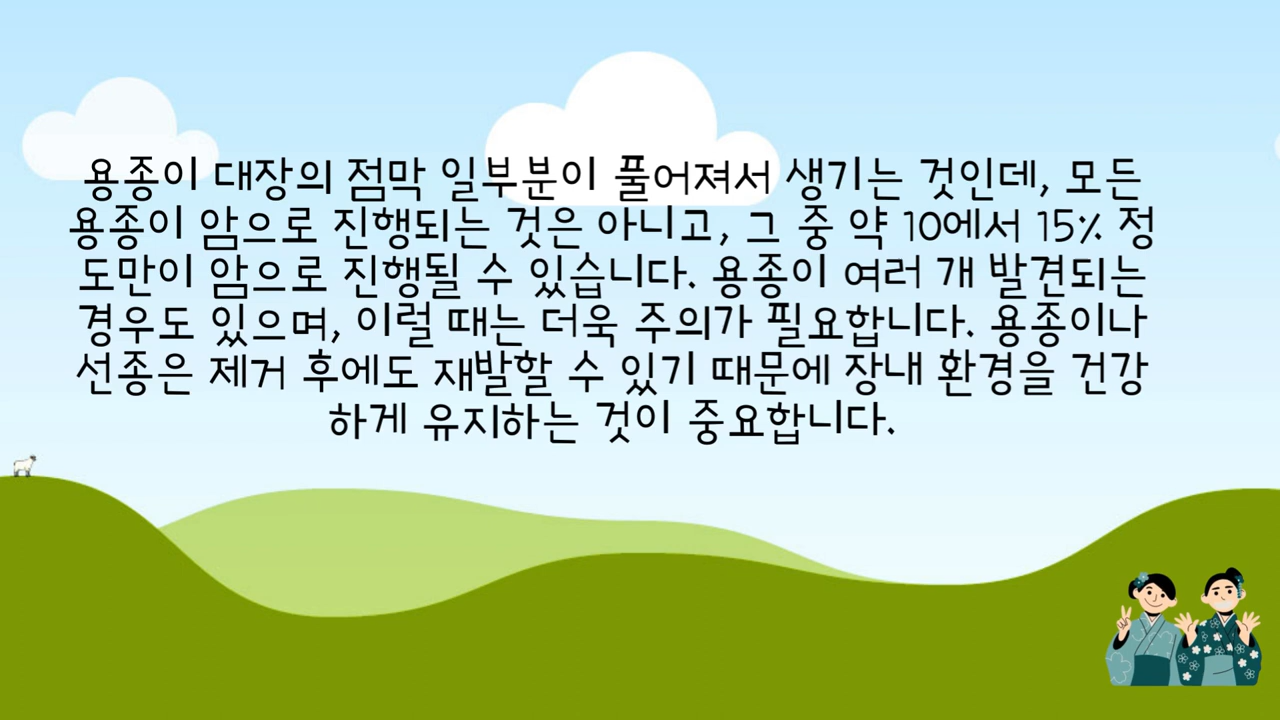 용종이 대장의 점막 일부분이 풀어져서 생기는 것인데, 모든
용종이 암으로 진행되는 것은 아니고, 그 중 약 10에서 15% 정
도만이 암으로 진행될 수 있습니다. 용종이 여러 개 발견되는
경우도 있으며, 이럴 때는 더욱 주의가 필요합니다. 용종이나
선종은 제거 후에도 재발할 수 있기 때문에 장내 환경을 건강
하게 유지하는 것이 중요합니다.